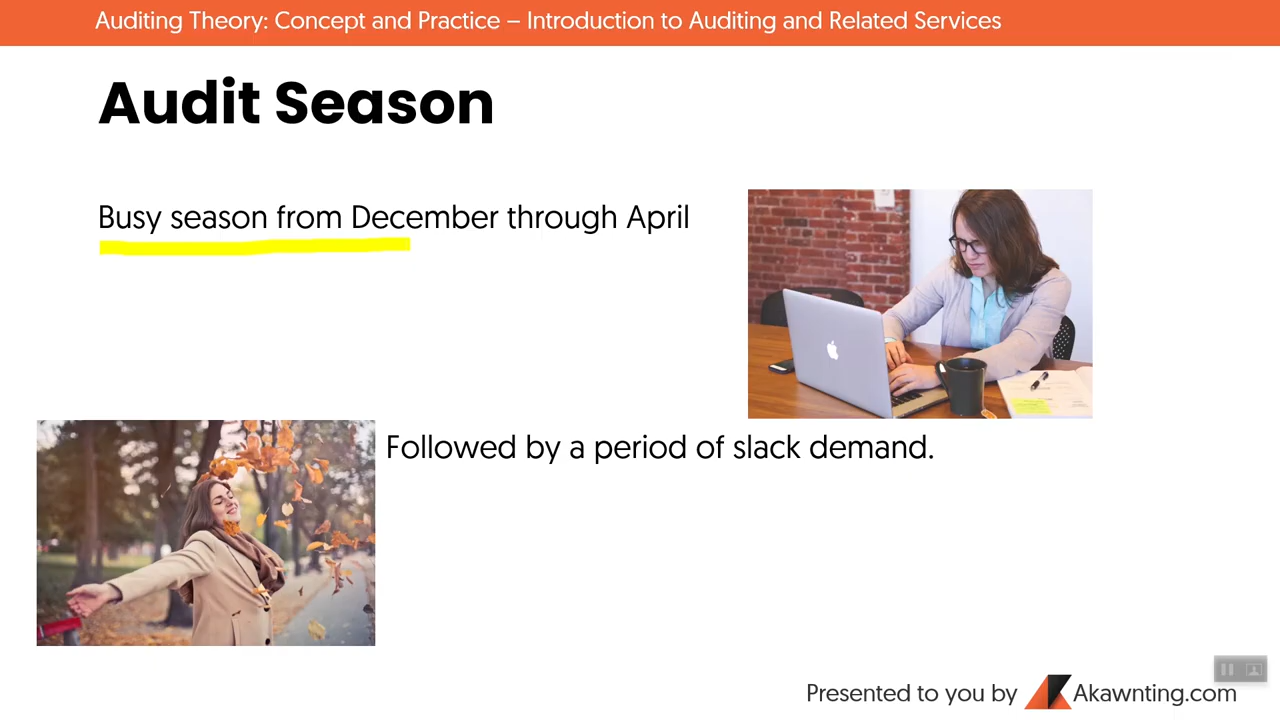 Auditing Theory: Concept and Practice – Introduction to Auditing and Related Services
Audit Season
Busy season from December through April
Followed by a period of slack demand.
Presented to you by Akawnting.com